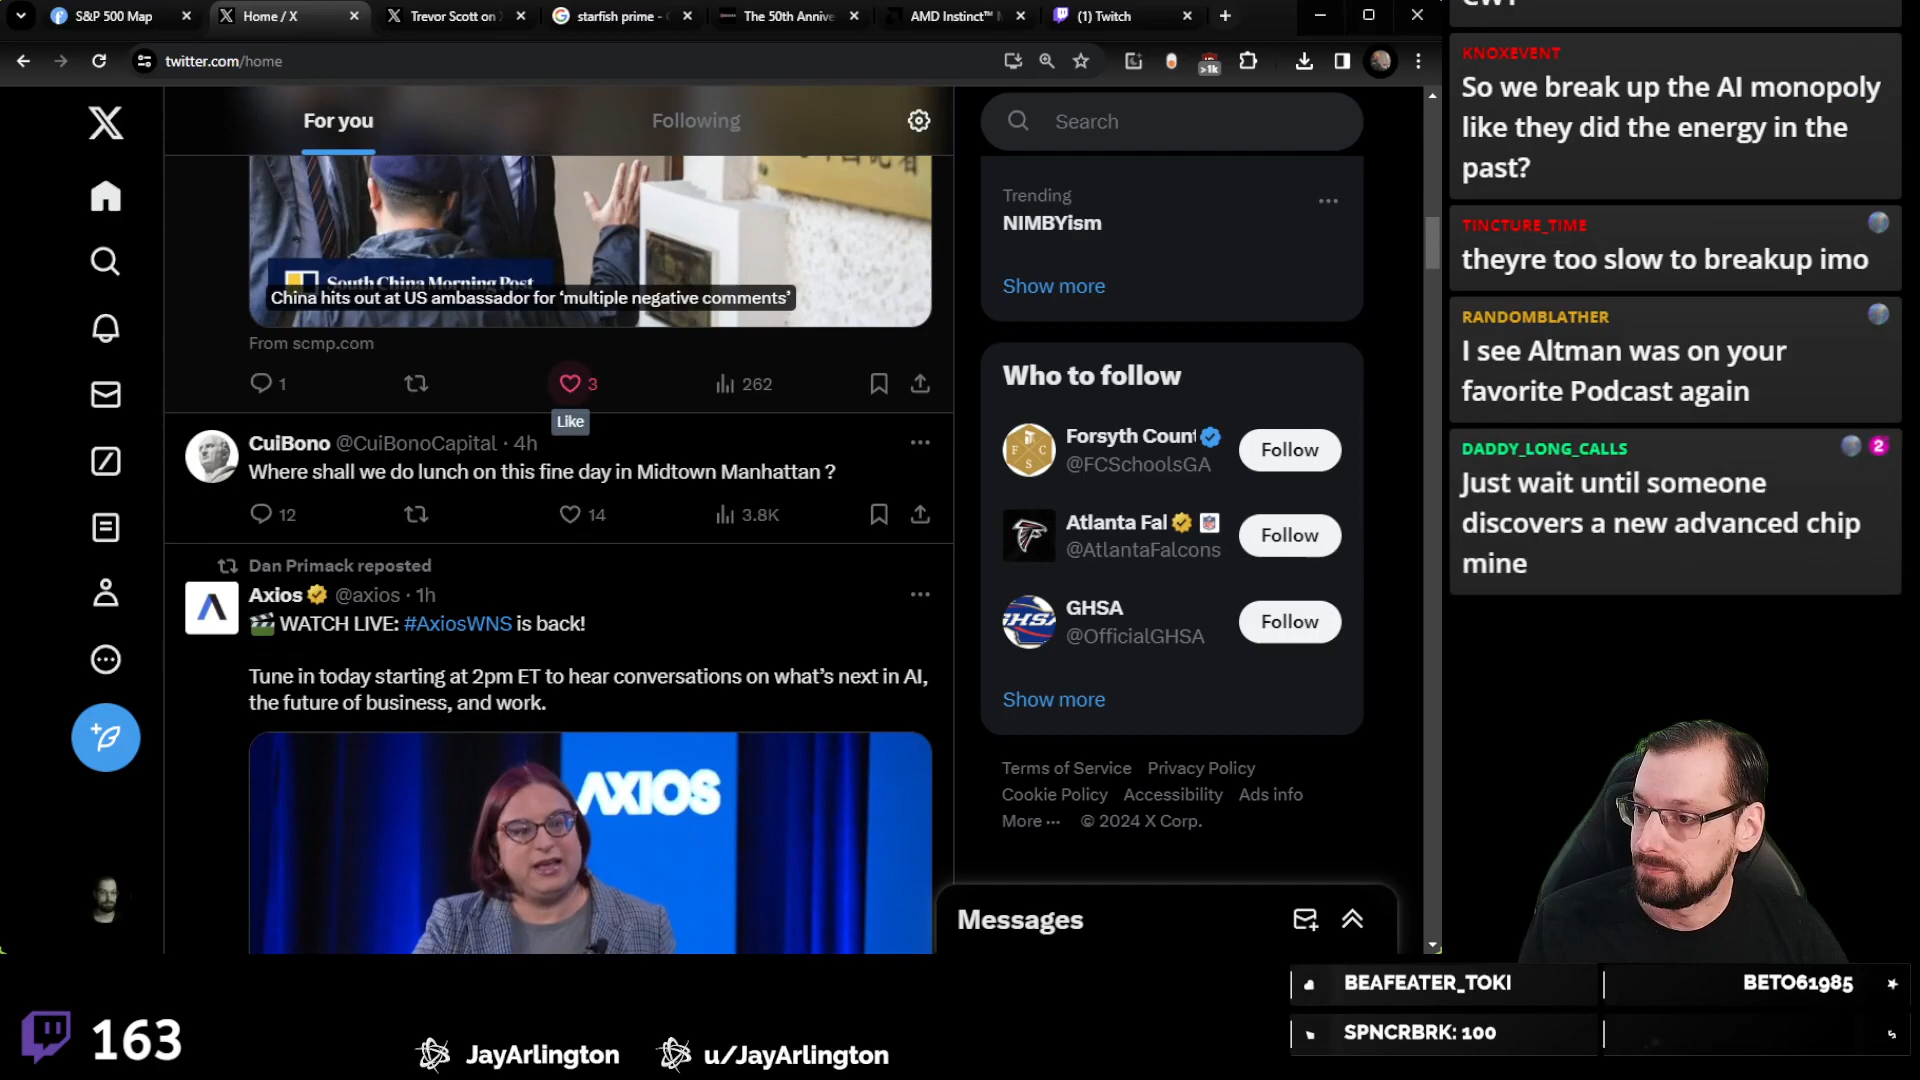 S&P 500 Map
Home / X
Trevor Scott on
starfish prime -
The 50th Annive
AMD Instinct™
(1) Twitch
twitter.com/home
>1k
For you
Following
Search
South China Morning Post
China hits out at US ambassador for ‘multiple negative comments’
From scmp.com
1
3
262
Like
CuiBono @CuiBonoCapital · 4h
Where shall we do lunch on this fine day in Midtown Manhattan ?
12
14
3.8K
Dan Primack reposted
Axios @axios · 1h
WATCH LIVE: #AxiosWNS is back!
Tune in today starting at 2pm ET to hear conversations on what’s next in AI,
the future of business, and work.
AXIOS
Trending
NIMBYism
Show more
Who to follow
Forsyth Coun
@FCSchoolsGA
Follow
Atlanta Fal
@AtlantaFalcons
Follow
GHSA
@OfficialGHSA
Follow
Show more
Terms of Service Privacy Policy
Cookie Policy Accessibility Ads info
More ··· © 2024 X Corp.
Messages
KNOXEVENT
So we break up the AI monopoly
like they did the energy in the
past?
TINCTURE_TIME
theyre too slow to breakup imo
RANDOMBLATHER
I see Altman was on your
favorite Podcast again
DADDY_LONG_CALLS
2
Just wait until someone
discovers a new advanced chip
mine
BEAFEATER_TOKI
BETO61985
SPNCRBRK: 100
163
JayArlington
u/JayArlington